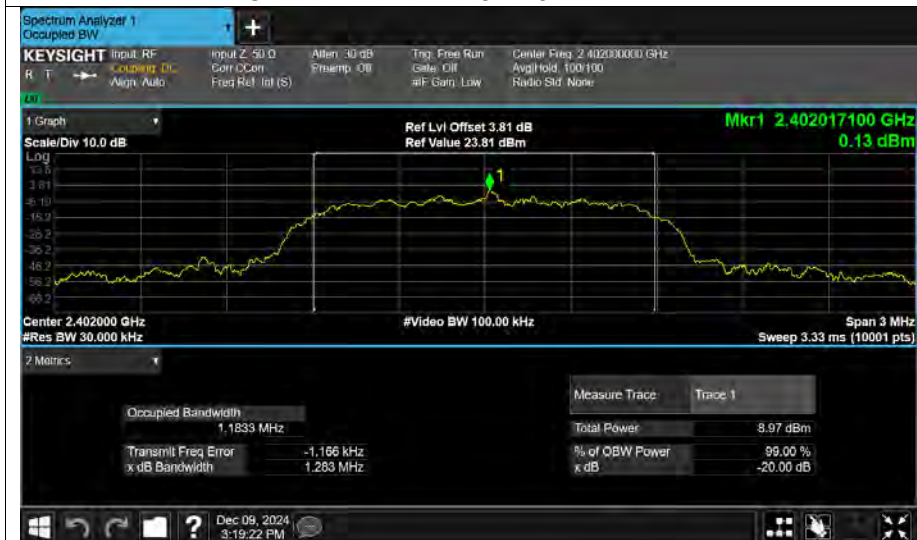 Spectrum Analyzer 1
Occupied BW
+
KEYSIGHT Input: RF
R T Coupling: DC
Align: Auto
Input Z: 50 Ω
Corr CCorr
Freq Ref: Int (S)
Atten: 30 dB
Preamp: Off
Trig: Free Run
Gate: Off
#IF Gain: Low
Center Freq: 2.402000000 GHz
Avg|Hold: 100/100
Radio Std: None
1 Graph
Scale/Div 10.0 dB
Ref Lvl Offset 3.81 dB
Ref Value 23.81 dBm
Mkr1 2.402017100 GHz
0.13 dBm
Log
3.81
-16.2
-26.2
-36.2
-46.2
-56.2
-66.2
1
Center 2.402000 GHz
#Res BW 30.000 kHz
#Video BW 100.00 kHz
Span 3 MHz
Sweep 3.33 ms (10001 pts)
2 Metrics
Occupied Bandwidth
1.1833 MHz
Transmit Freq Error -1.166 kHz
x dB Bandwidth 1.283 MHz
Measure Trace Trace 1
Total Power 8.97 dBm
% of OBW Power 99.00 %
x dB -20.00 dB
?
Dec 09, 2024
3:19:22 PM